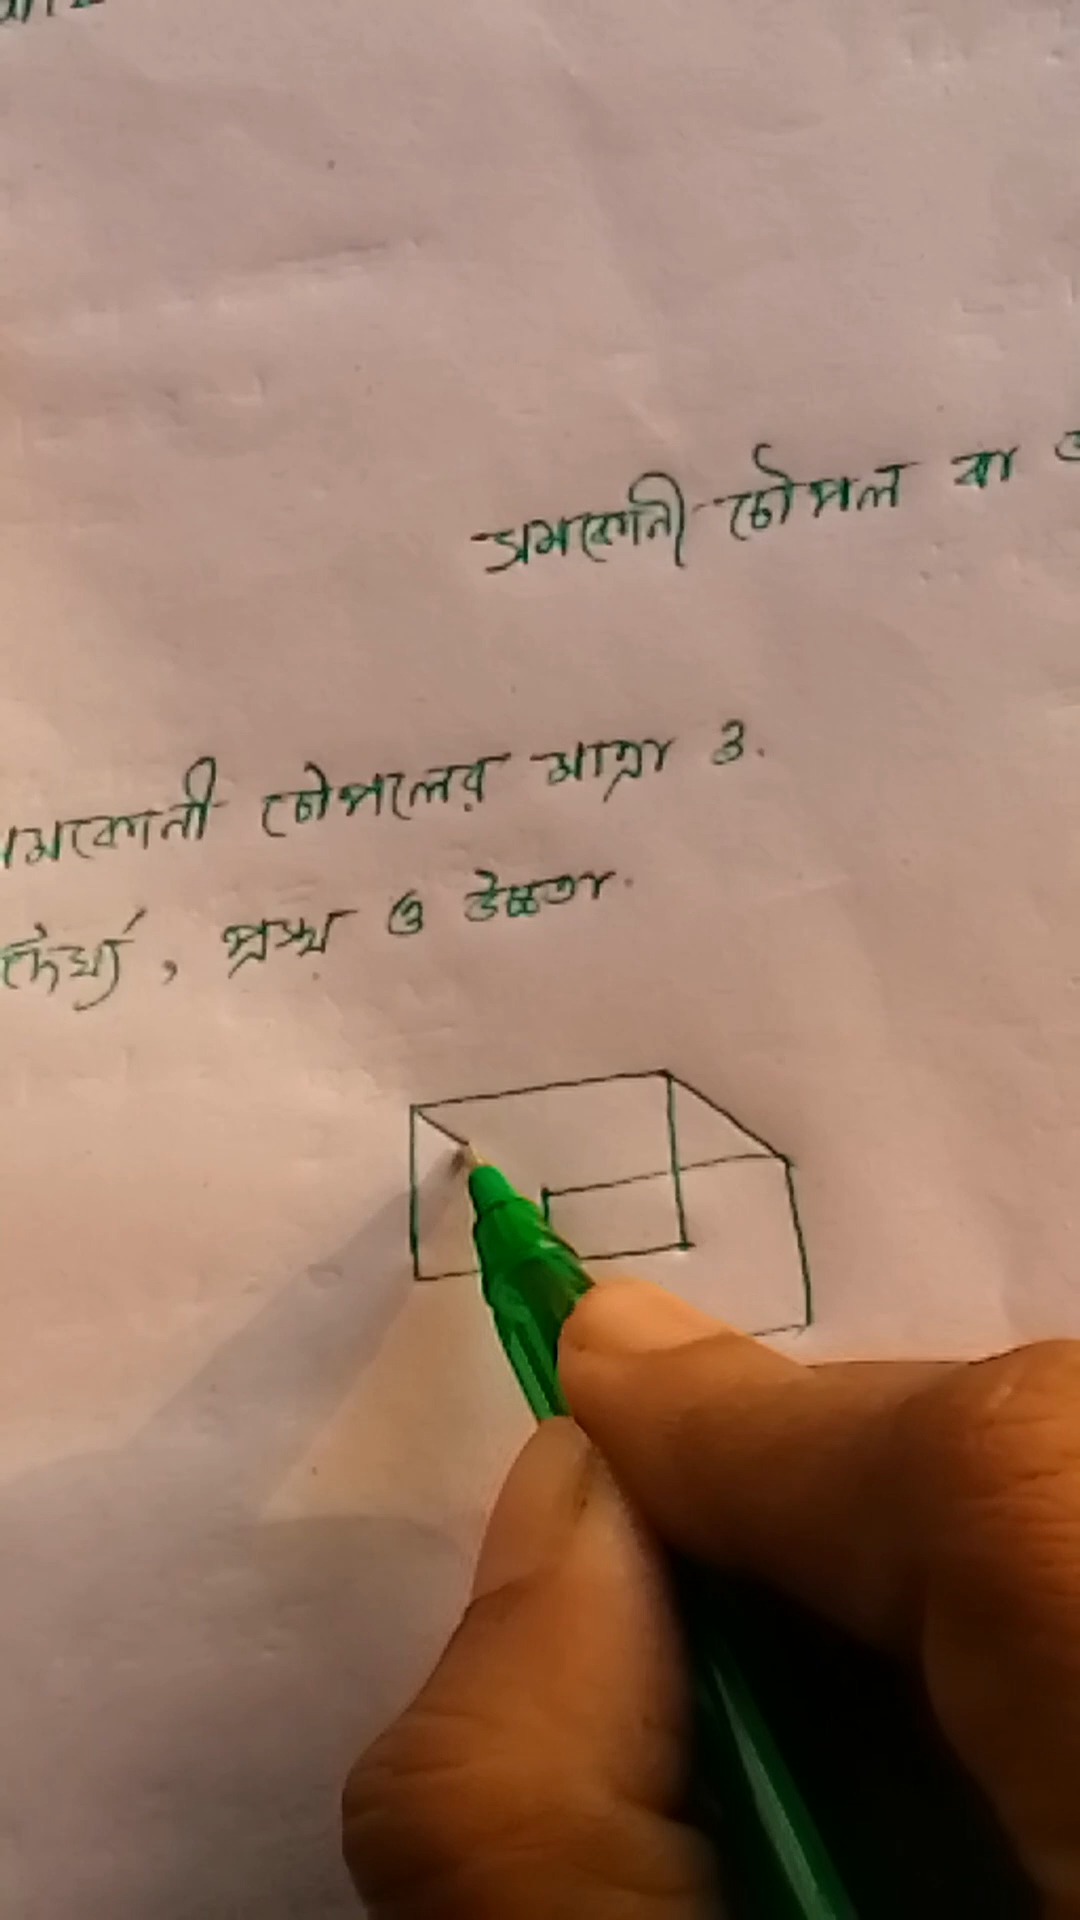 সমকোনী চৌপল বা
সমকোনী চৌপলের মাত্রা 3.
দৈর্ঘ্য, প্রস্থ ও উচ্চতা.